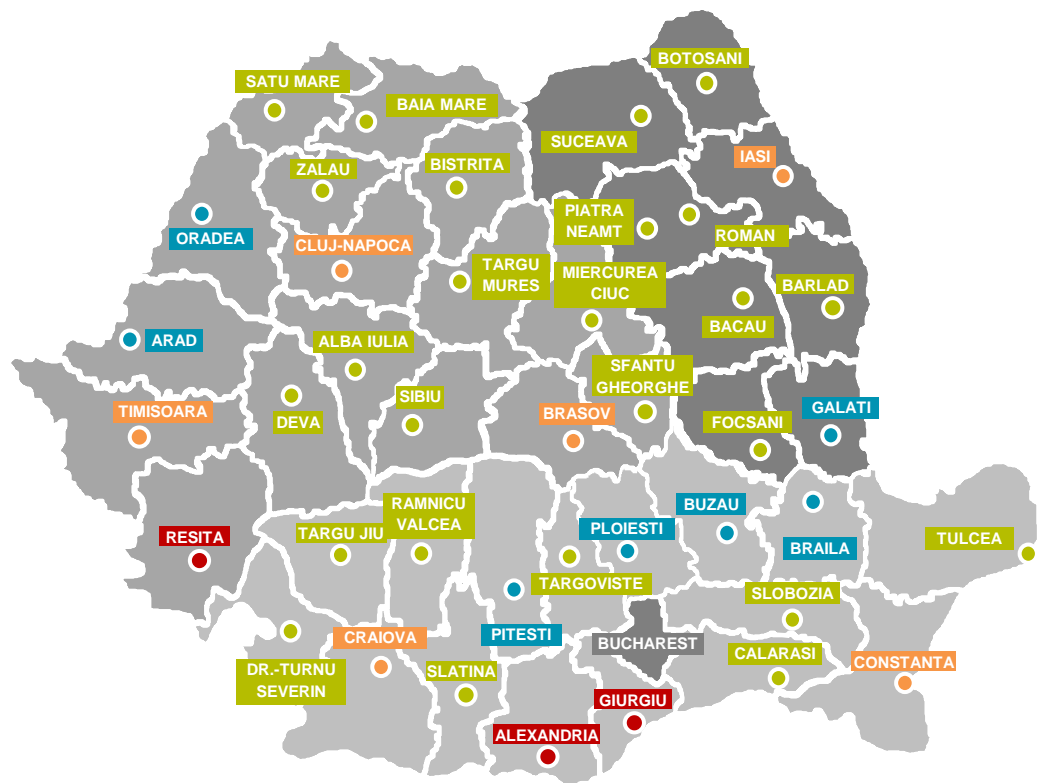 BOTOSANI
SATU MARE
BAIA MARE
SUCEAVA
IASI
BISTRITA
ZALAU
PIATRA
NEAMT
ROMAN
ORADEA
CLUJ-NAPOCA
TARGU
MURES
MIERCUREA
CIUC
BARLAD
BACAU
ARAD
ALBA IULIA
SFANTU
GHEORGHE
SIBIU
TIMISOARA
BRASOV
GALATI
DEVA
FOCSANI
RAMNICU
VALCEA
BUZAU
RESITA
TARGU JIU
PLOIESTI
BRAILA
TULCEA
TARGOVISTE
SLOBOZIA
CRAIOVA
PITESTI
BUCHAREST
DR.-TURNU
SEVERIN
SLATINA
CALARASI
CONSTANTA
GIURGIU
ALEXANDRIA